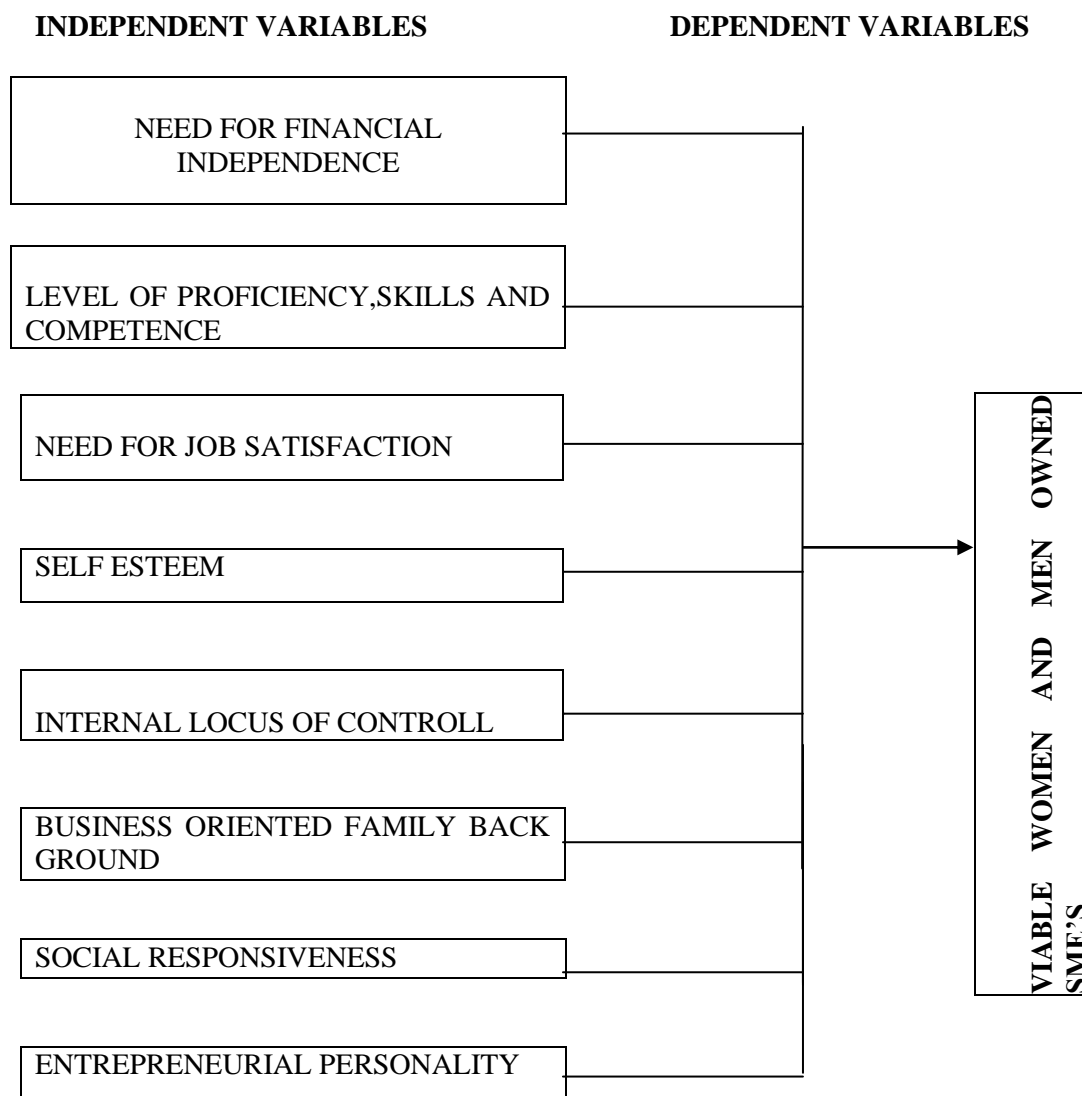 INDEPENDENT VARIABLES
DEPENDENT VARIABLES
NEED FOR FINANCIAL
INDEPENDENCE
LEVEL OF PROFICIENCY,SKILLS AND
COMPETENCE
NEED FOR JOB SATISFACTION
SELF ESTEEM
INTERNAL LOCUS OF CONTROLL
BUSINESS ORIENTED FAMILY BACK
GROUND
SOCIAL RESPONSIVENESS
ENTREPRENEURIAL PERSONALITY
VIABLE WOMEN AND MEN OWNED
SME'S